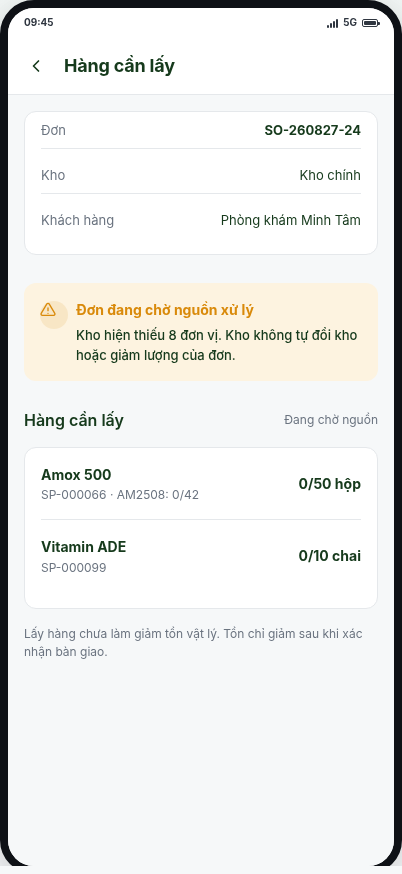 09:45
5G
Hàng cần lấy
Đơn SO-260827-24
Kho Kho chính
Khách hàng Phòng khám Minh Tâm
Đơn đang chờ nguồn xử lý
Kho hiện thiếu 8 đơn vị. Kho không tự đổi kho
hoặc giảm lượng của đơn.
Hàng cần lấy Đang chờ nguồn
Amox 500
SP-000066 · AM2508: 0/42
0/50 hộp
Vitamin ADE
SP-000099
0/10 chai
Lấy hàng chưa làm giảm tồn vật lý. Tồn chỉ giảm sau khi xác
nhận bàn giao.